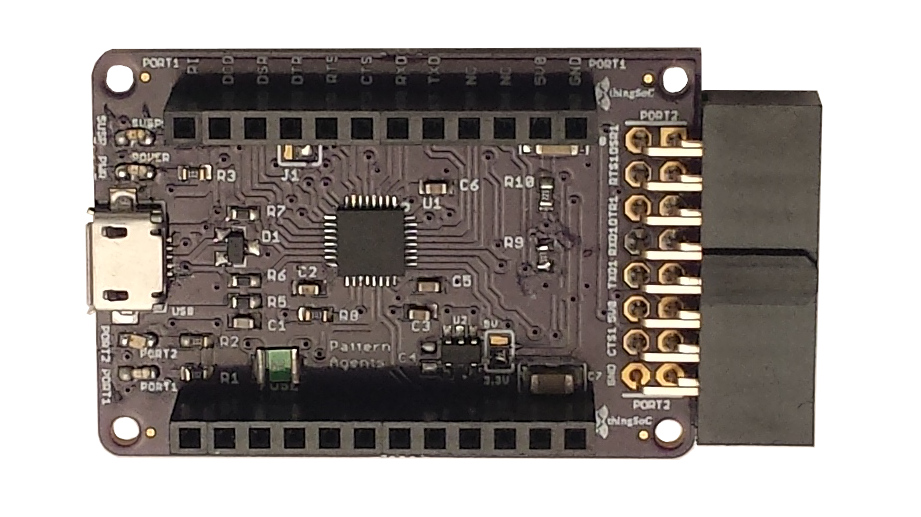 PORT1
RI
DCD
DSR
DTR
RTS
CTS
RXD
TXD
NC
NC
5V0
GND
PORT1
thingSoC
SUSP
SUSP
PWR
POWER
R3
J1
C6
U1
R10
R7
D1
R9
R6
C2
C5
R5
C1
R8
C3
U2
5V
USB
R2
PORT2
PORT2
Pattern
Agents
C4
3.3V
C7
R1
PORT1
PORT1
PORT2
DSR1
RTS1
DTR1
RXD1
TXD1
5V0
CTS1
GND
PORT2
thingSoC